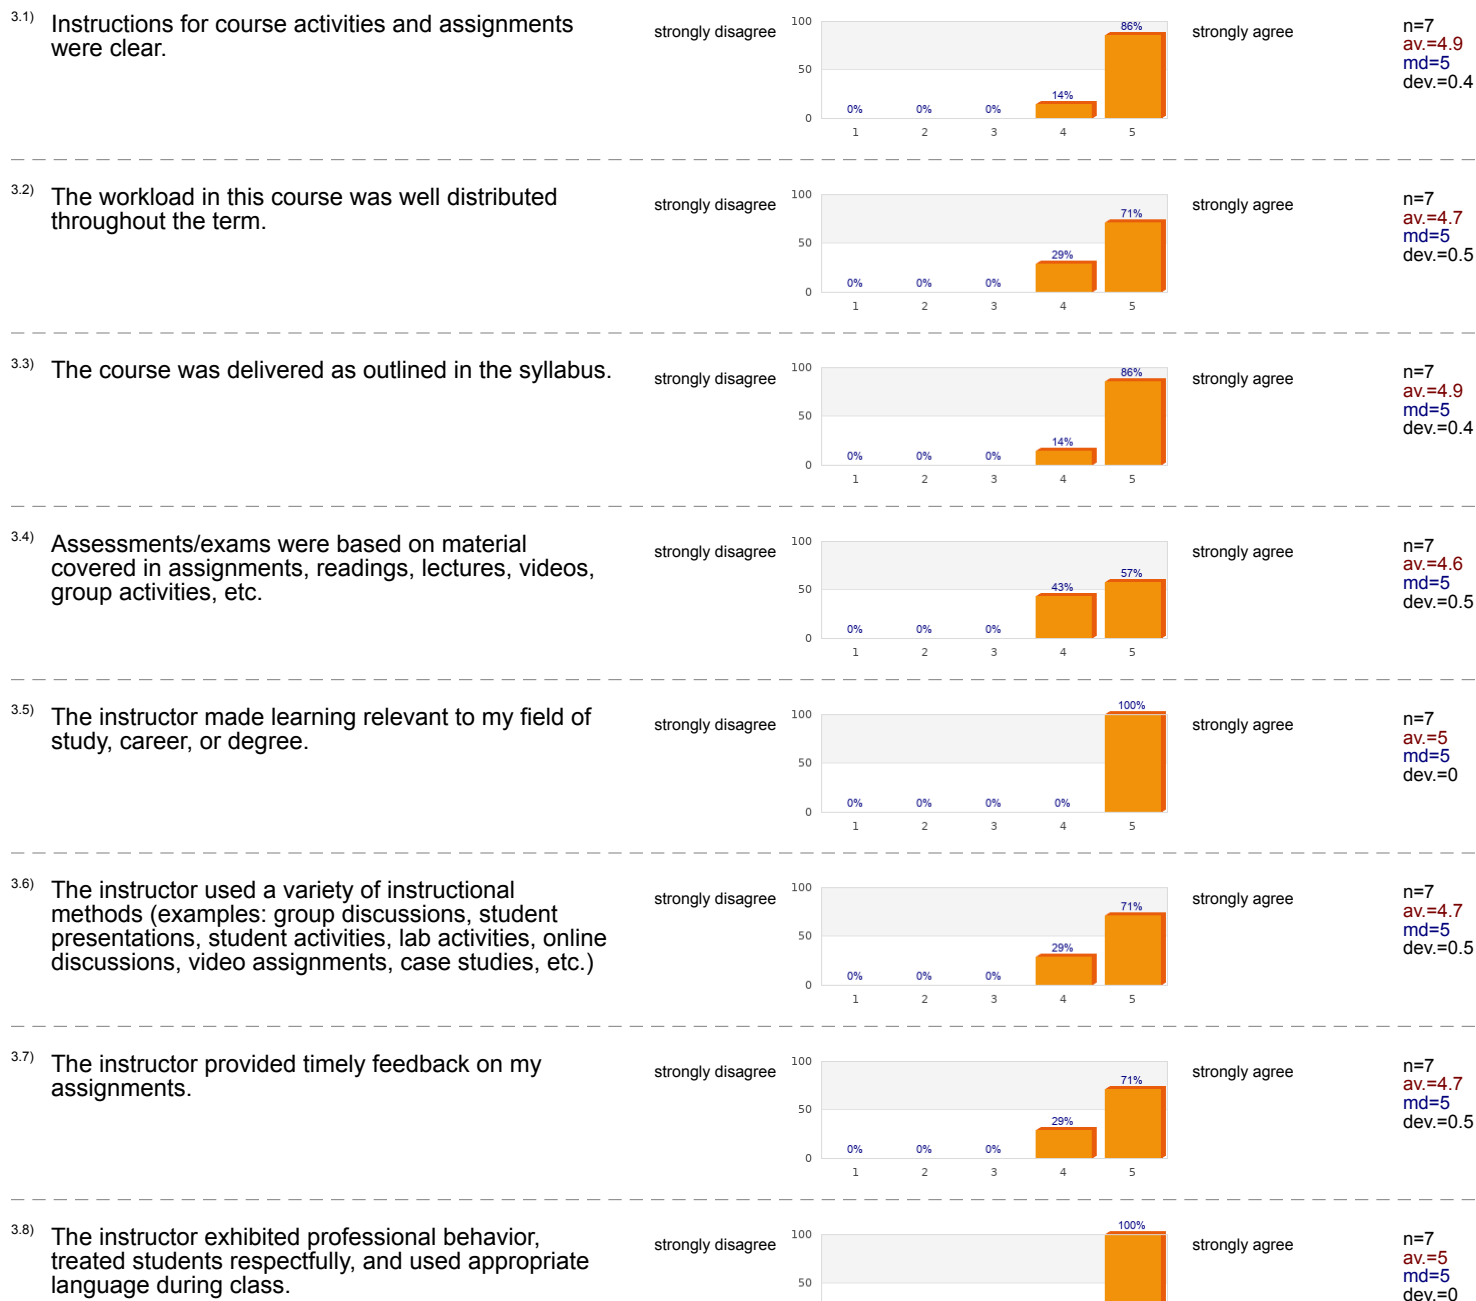 3.1) Instructions for course activities and assignments
were clear.
strongly disagree
100
50
0
0%
0%
0%
14%
86%
1
2
3
4
5
strongly agree
n=7
av.=4.9
md=5
dev.=0.4
3.2) The workload in this course was well distributed
throughout the term.
strongly disagree
100
50
0
0%
0%
0%
29%
71%
1
2
3
4
5
strongly agree
n=7
av.=4.7
md=5
dev.=0.5
3.3) The course was delivered as outlined in the syllabus.
strongly disagree
100
50
0
0%
0%
0%
14%
86%
1
2
3
4
5
strongly agree
n=7
av.=4.9
md=5
dev.=0.4
3.4) Assessments/exams were based on material
covered in assignments, readings, lectures, videos,
group activities, etc.
strongly disagree
100
50
0
0%
0%
0%
43%
57%
1
2
3
4
5
strongly agree
n=7
av.=4.6
md=5
dev.=0.5
3.5) The instructor made learning relevant to my field of
study, career, or degree.
strongly disagree
100
50
0
0%
0%
0%
0%
100%
1
2
3
4
5
strongly agree
n=7
av.=5
md=5
dev.=0
3.6) The instructor used a variety of instructional
methods (examples: group discussions, student
presentations, student activities, lab activities, online
discussions, video assignments, case studies, etc.)
strongly disagree
100
50
0
0%
0%
0%
29%
71%
1
2
3
4
5
strongly agree
n=7
av.=4.7
md=5
dev.=0.5
3.7) The instructor provided timely feedback on my
assignments.
strongly disagree
100
50
0
0%
0%
0%
29%
71%
1
2
3
4
5
strongly agree
n=7
av.=4.7
md=5
dev.=0.5
3.8) The instructor exhibited professional behavior,
treated students respectfully, and used appropriate
language during class.
strongly disagree
100
50
100%
strongly agree
n=7
av.=5
md=5
dev.=0